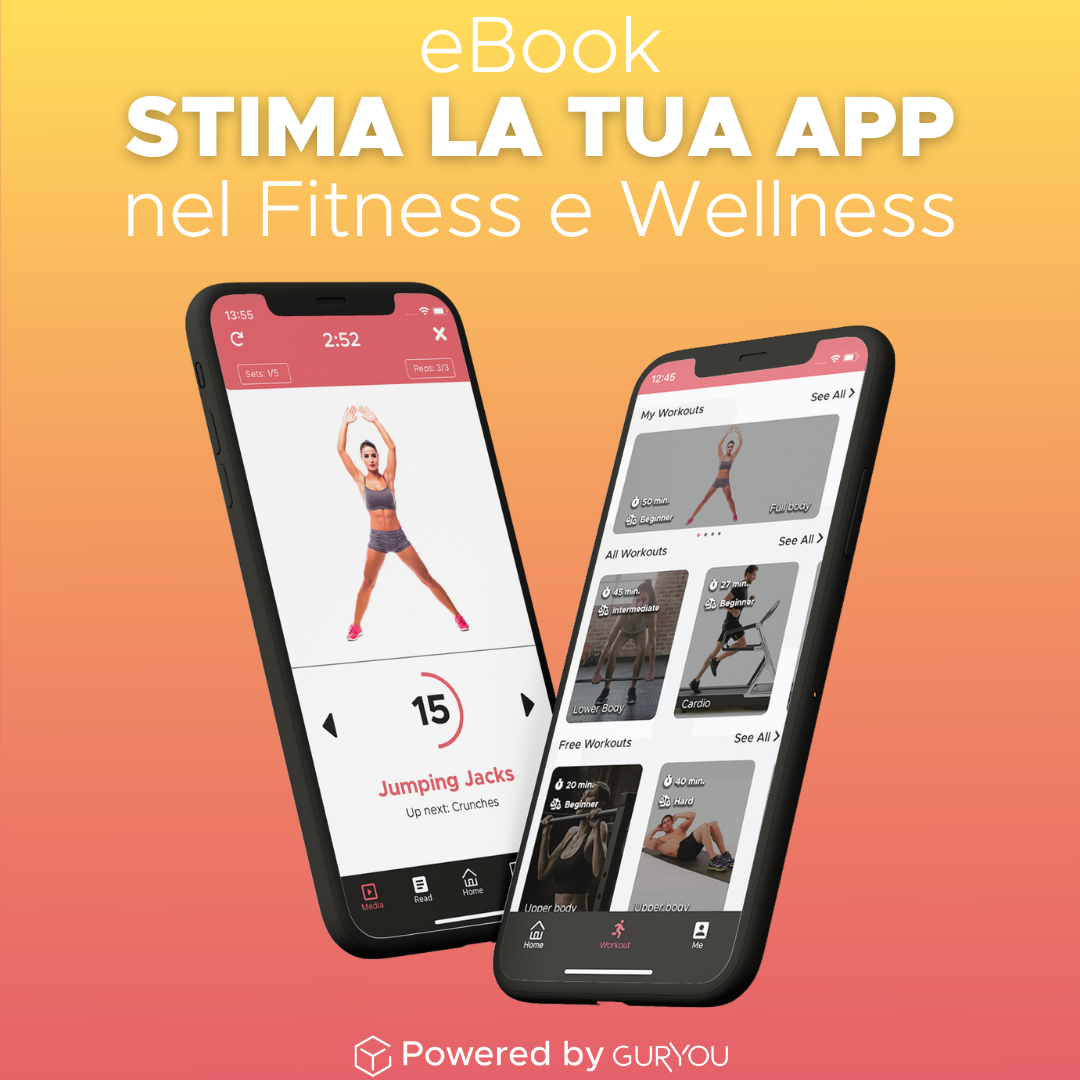 eBook
STIMA LA TUA APP
nel Fitness e Wellness
13:55
2:52
Sets: 1/5
Reps: 3/3
15
Jumping Jacks
Up next: Crunches
Media
Read
Home
12:45
My Workouts
See All
50 min.
Beginner
Full body
All Workouts
See All
45 min.
Intermediate
Lower Body
27 min.
Beginner
Cardio
Free Workouts
See All
20 min.
Beginner
Upper body
40 min.
Hard
Upper body
Home
Workout
Me
Powered by GURYOU